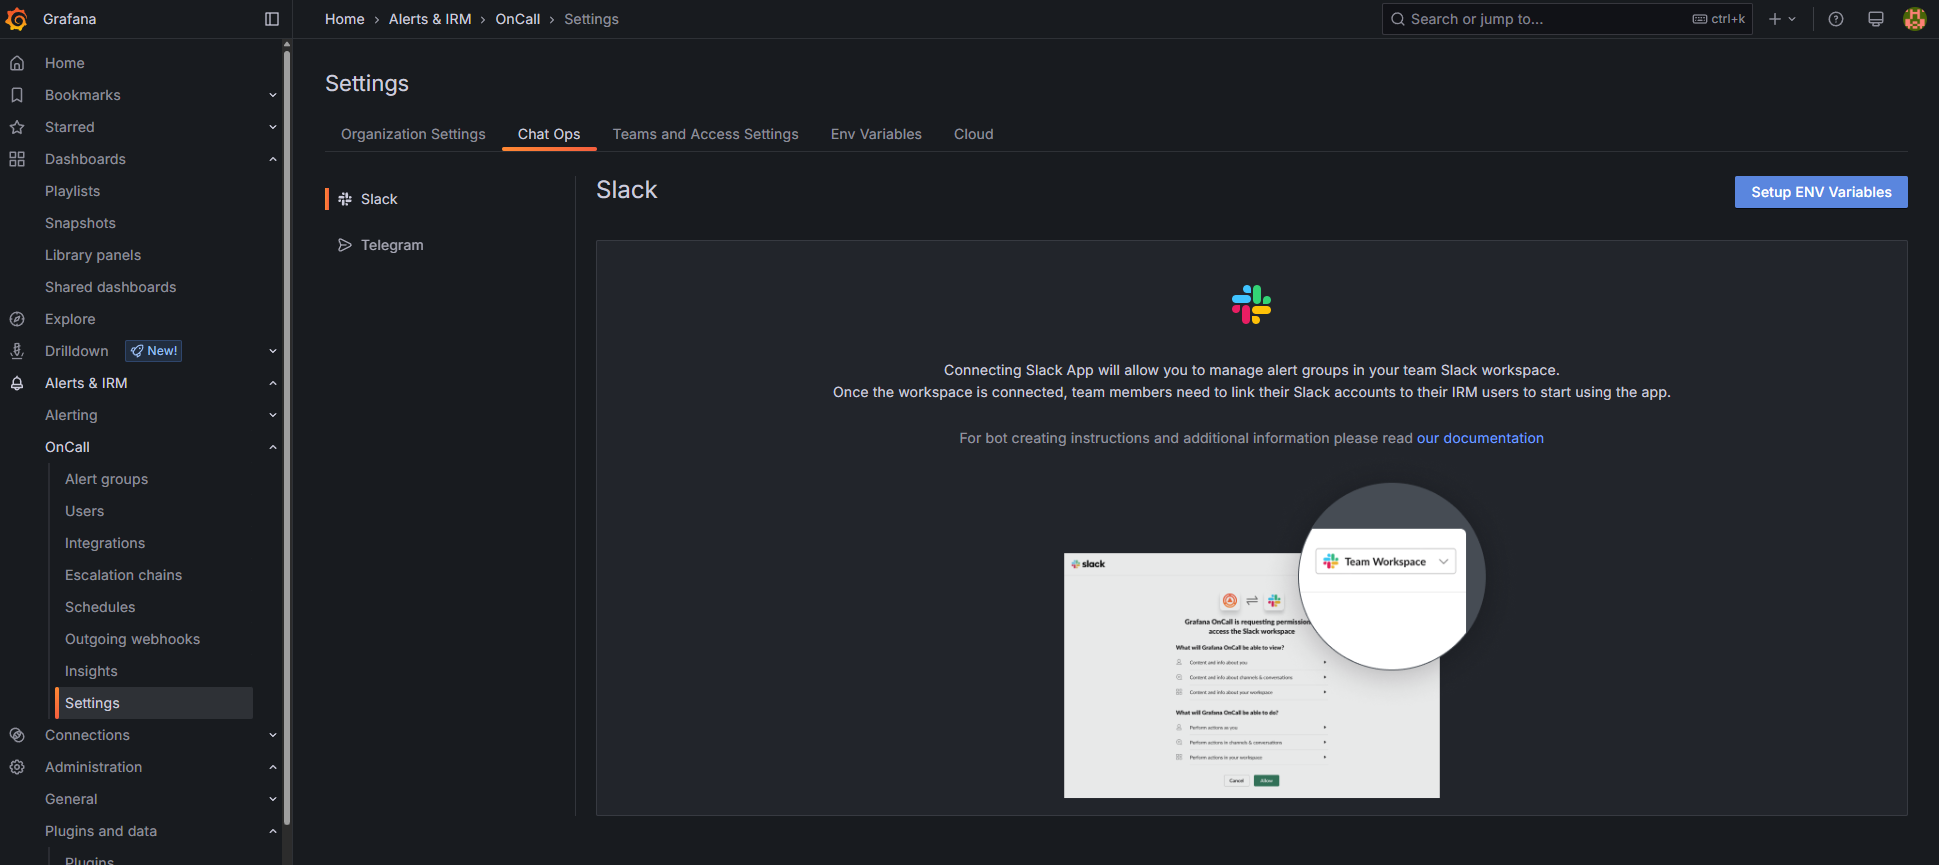 Grafana
Home › Alerts & IRM › OnCall › Settings
Search or jump to... ctrl+k
Home
Bookmarks
Starred
Dashboards
Playlists
Snapshots
Library panels
Shared dashboards
Explore
Drilldown New!
Alerts & IRM
Alerting
OnCall
Alert groups
Users
Integrations
Escalation chains
Schedules
Outgoing webhooks
Insights
Settings
Connections
Administration
General
Plugins and data
Plugins
Settings
Organization Settings Chat Ops Teams and Access Settings Env Variables Cloud
Slack
Telegram
Slack
Setup ENV Variables
Connecting Slack App will allow you to manage alert groups in your team Slack workspace.
Once the workspace is connected, team members need to link their Slack accounts to their IRM users to start using the app.
For bot creating instructions and additional information please read our documentation
slack
Team Workspace
Grafana OnCall is requesting permission
access the Slack workspace
What will Grafana OnCall be able to view?
Content and info about you
Content and info about channels & conversations
Content and info about your workspace
What will Grafana OnCall be able to do?
Perform actions as you
Perform actions in channels & conversations
Perform actions in your workspace
Cancel Allow